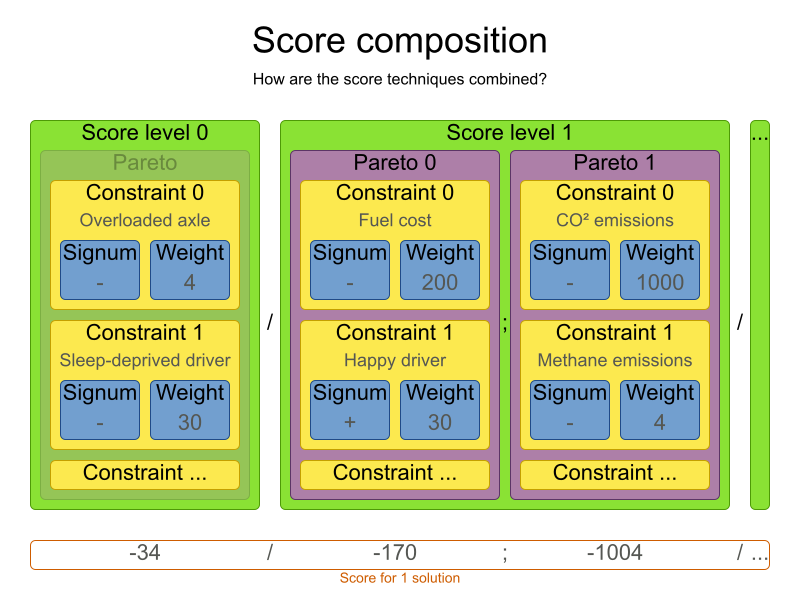 Score composition
How are the score techniques combined?
Score level 0
Score level 1
...
Pareto
Pareto 0
Pareto 1
Constraint 0
Overloaded axle
Signum
-
Weight
4
Constraint 1
Sleep-deprived driver
Signum
-
Weight
30
Constraint ...
/
Constraint 0
Fuel cost
Signum
-
Weight
200
Constraint 1
Happy driver
Signum
+
Weight
30
Constraint ...
;
Constraint 0
CO² emissions
Signum
-
Weight
1000
Constraint 1
Methane emissions
Signum
-
Weight
4
Constraint ...
/
-34 / -170 ; -1004 / ...
Score for 1 solution